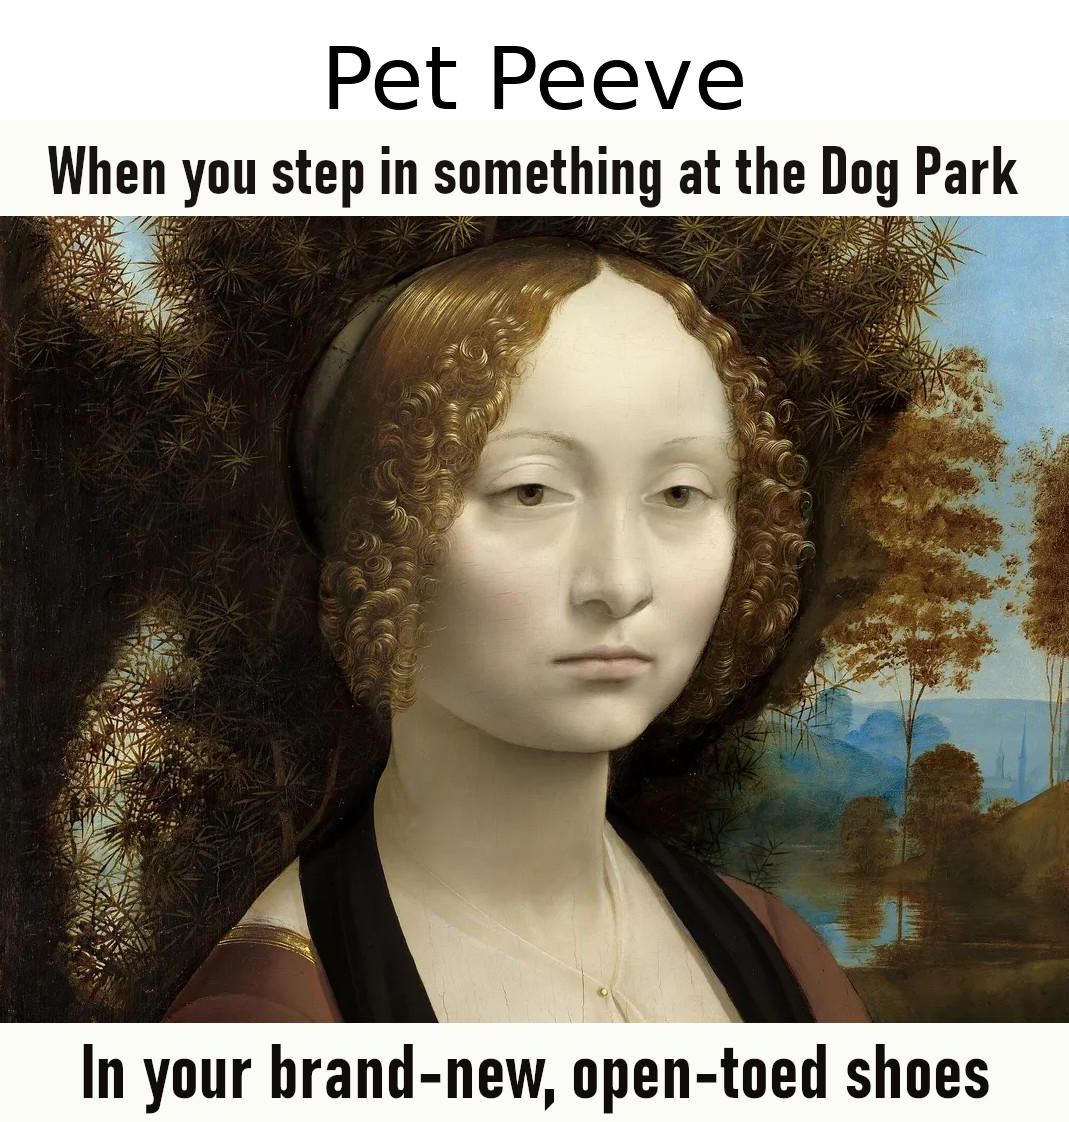 Pet Peeve
When you step in something at the Dog Park
In your brand-new, open-toed shoes